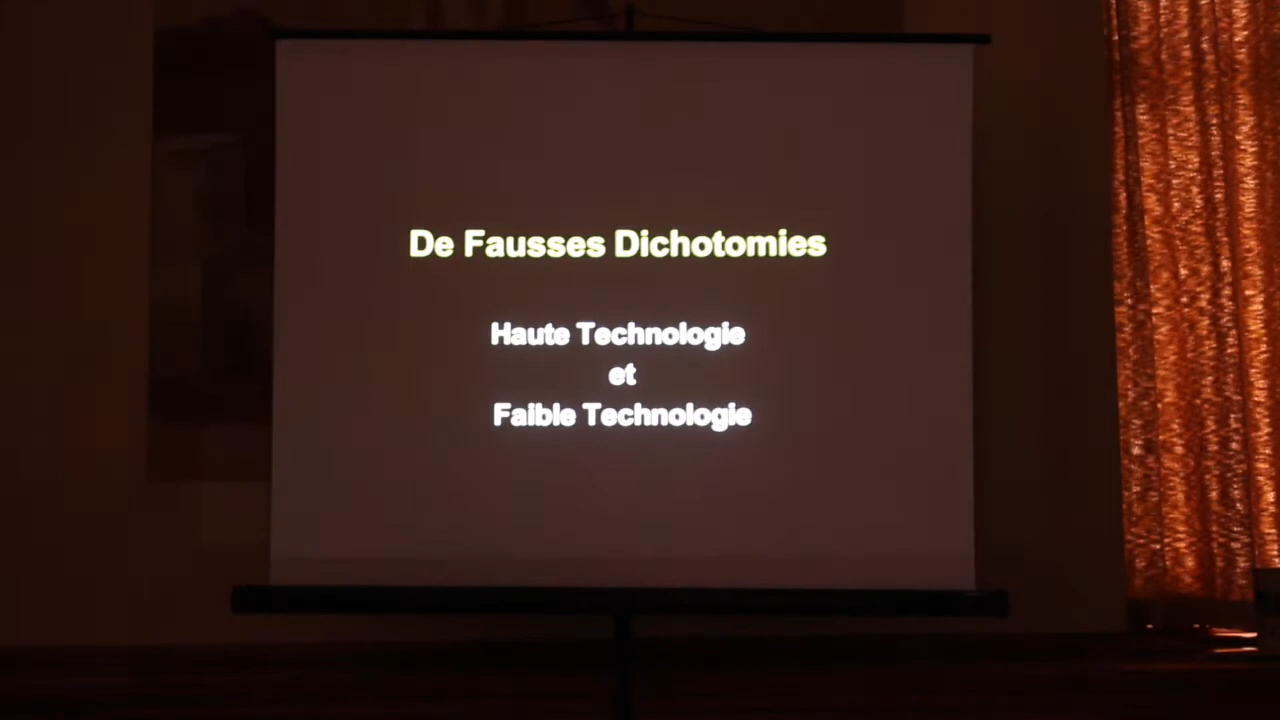 De Fausses Dichotomies
Haute Technologie
et
Faible Technologie